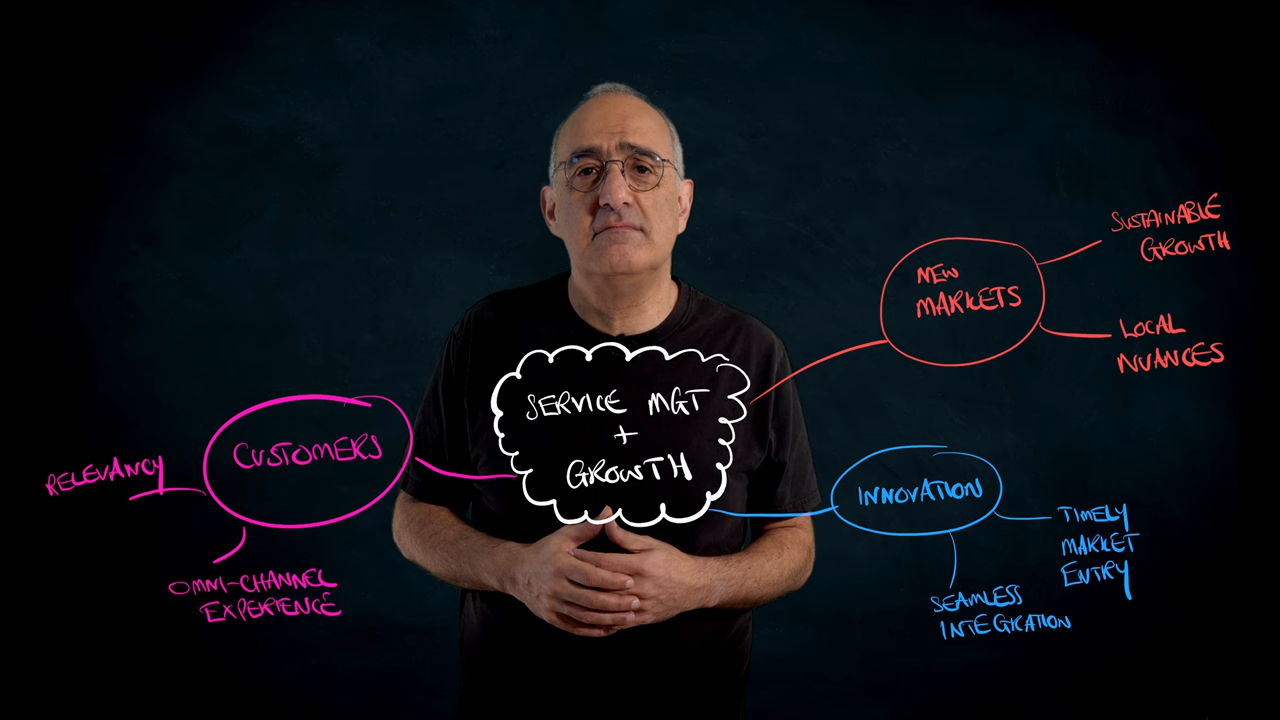 SERVICE MGT
+
GROWTH
CUSTOMERS
RELEVANCY
OMNI-CHANNEL
EXPERIENCE
NEW
MARKETS
SUSTAINABLE
GROWTH
LOCAL
NUANCES
INNOVATION
TIMELY
MARKET
ENTRY
SEAMLESS
INTEGRATION